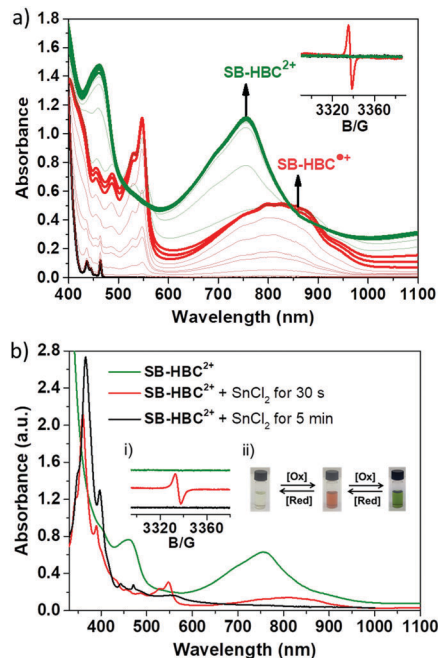 a)
1.8
1.6
1.4
1.2
1.0
0.8
0.6
0.4
0.2
0.0
Absorbance
SB-HBC2+
SB-HBC•+
3320 3360
B/G
400 500 600 700 800 900 1000 1100
Wavelength (nm)
b)
2.8
2.4
2.0
1.6
1.2
0.8
0.4
0.0
Absorbance (a.u.)
SB-HBC2+
SB-HBC2+ + SnCl2 for 30 s
SB-HBC2+ + SnCl2 for 5 min
i)
3320 3360
B/G
ii)
[Ox] [Ox]
[Red] [Red]
400 500 600 700 800 900 1000 1100
Wavelength (nm)